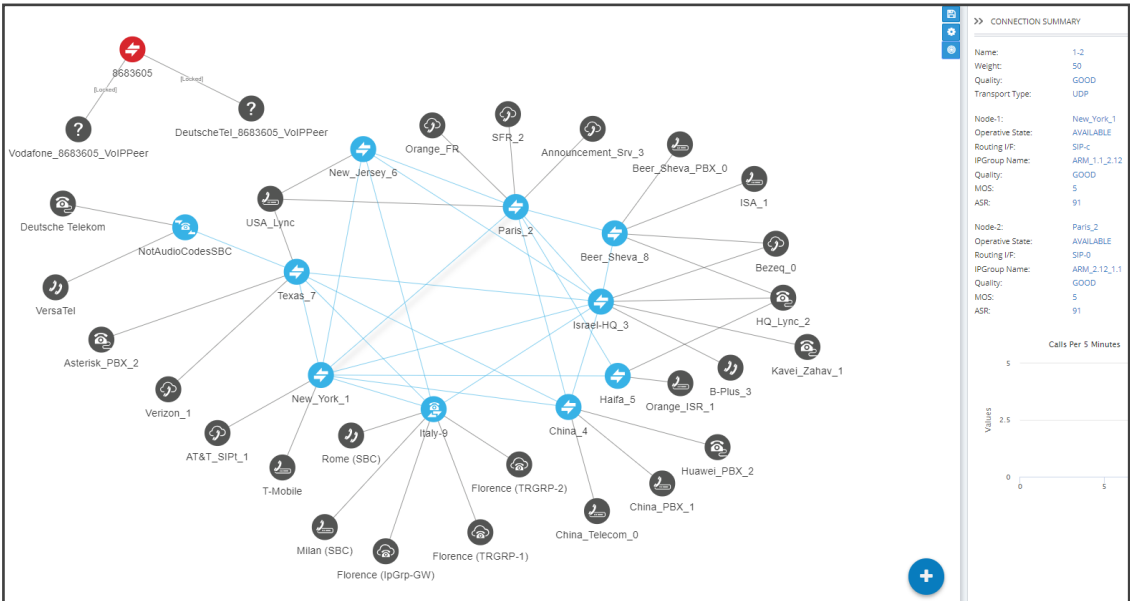 8683605
[Locked]
[Locked]
Vodafone_8683605_VoIPPeer
DeutscheTel_8683605_VoIPPeer
Orange_FR
SFR_2
Announcement_Srv_3
New_Jersey_6
Beer_Sheva_PBX_0
ISA_1
Deutsche Telekom
USA_Lync
Paris_2
NotAudioCodesSBC
Beer_Sheva_8
Bezeq_0
VersaTel
Texas_7
Israel-HQ_3
HQ_Lync_2
Asterisk_PBX_2
Kavei_Zahav_1
New_York_1
Haifa_5
B-Plus_3
Verizon_1
Orange_ISR_1
Italy-9
China_4
AT&T_SIPt_1
Rome (SBC)
Huawei_PBX_2
T-Mobile
Florence (TRGRP-2)
China_PBX_1
China_Telecom_0
Milan (SBC)
Florence (TRGRP-1)
Florence (IpGrp-GW)
CONNECTION SUMMARY
Name: 1-2
Weight: 50
Quality: GOOD
Transport Type: UDP
Node-1: New_York_1
Operative State: AVAILABLE
Routing I/F: SIP-c
IPGroup Name: ARM_1.1_2.12
Quality: GOOD
MOS: 5
ASR: 91
Node-2: Paris_2
Operative State: AVAILABLE
Routing I/F: SIP-0
IPGroup Name: ARM_2.12_1.1
Quality: GOOD
MOS: 5
ASR: 91
Calls Per 5 Minutes
5
Values
2.5
0
0 5